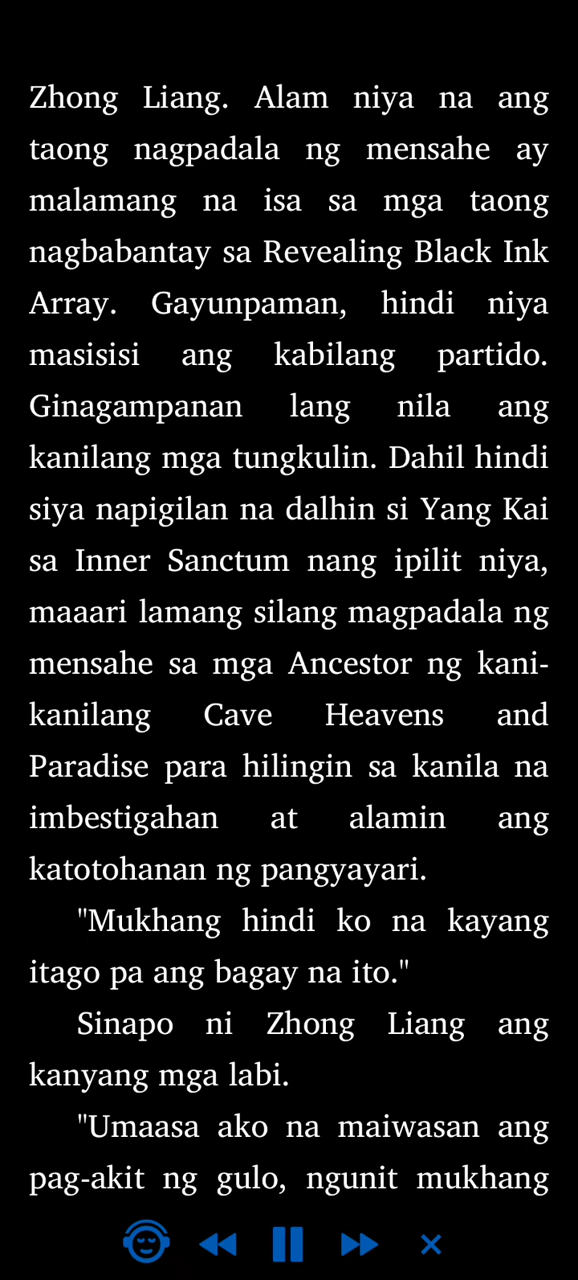 Zhong Liang. Alam niya na ang
taong nagpadala ng mensahe ay
malamang na isa sa mga taong
nagbabantay sa Revealing Black Ink
Array. Gayunpaman, hindi niya
masisisi ang kabilang partido.
Ginagampanan lang nila ang
kanilang mga tungkulin. Dahil hindi
siya napigilan na dalhin si Yang Kai
sa Inner Sanctum nang ipilit niya,
maaari lamang silang magpadala ng
mensahe sa mga Ancestor ng kani-
kanilang Cave Heavens and
Paradise para hilingin sa kanila na
imbestigahan at alamin ang
katotohanan ng pangyayari.
"Mukhang hindi ko na kayang
itago pa ang bagay na ito."
Sinapo ni Zhong Liang ang
kanyang mga labi.
"Umaasa ako na maiwasan ang
pag-akit ng gulo, ngunit mukhang